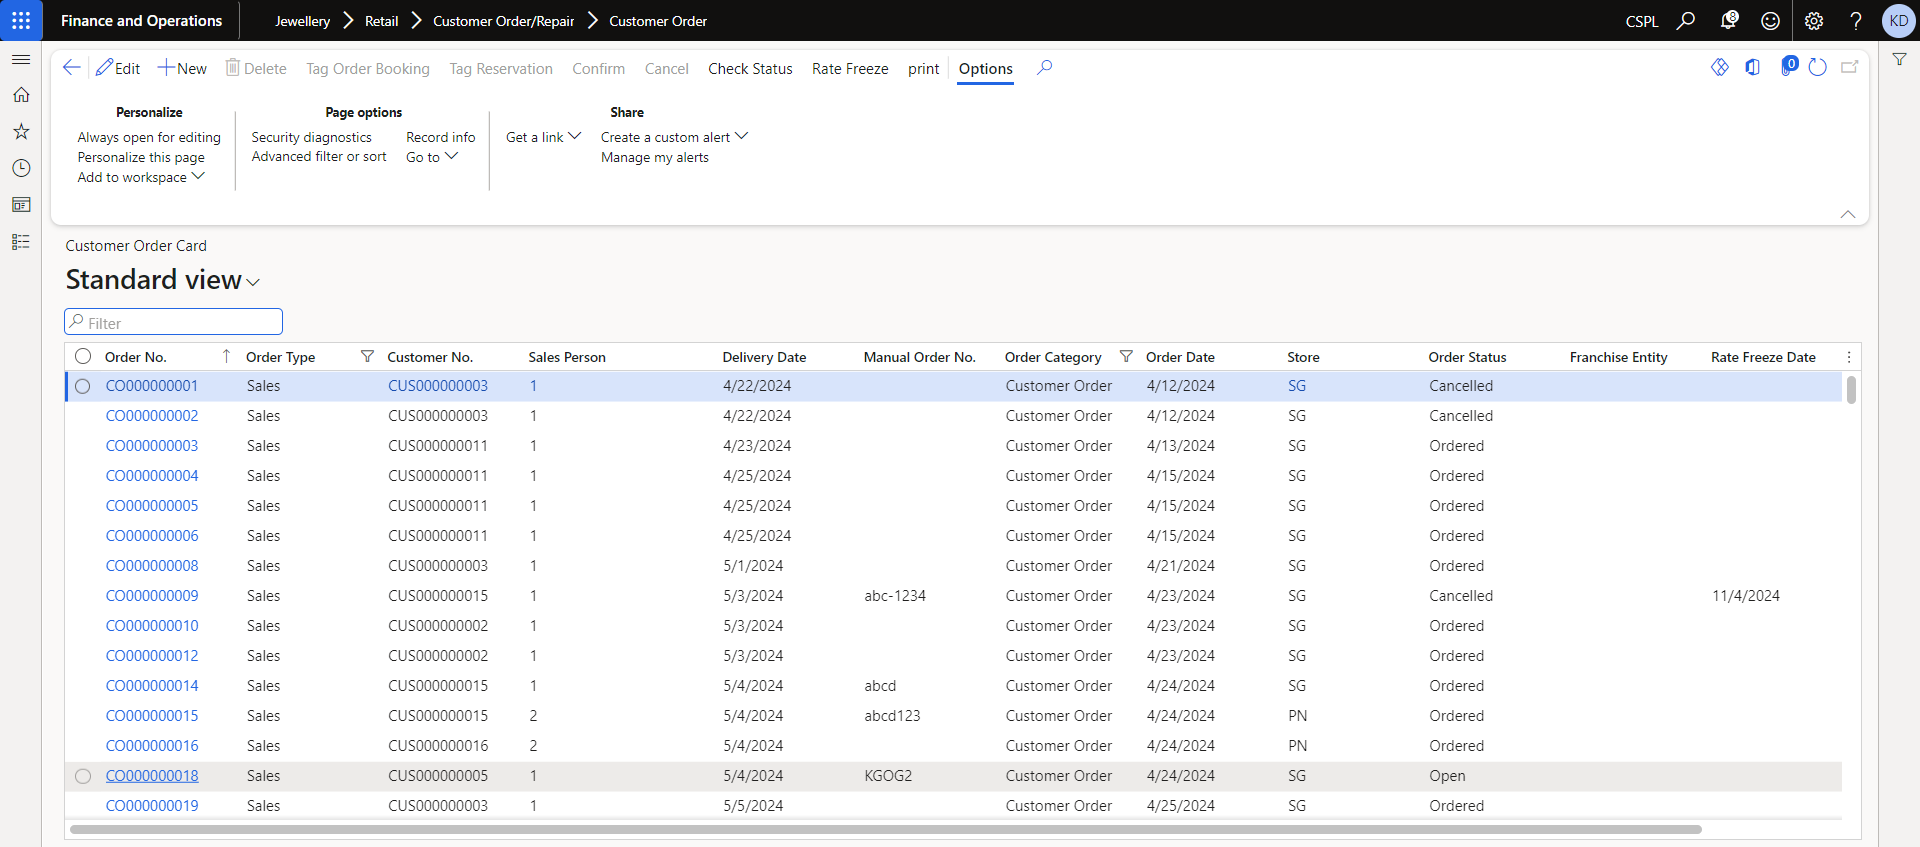 Finance and Operations Jewellery Retail Customer Order/Repair Customer Order CSPL 8 ? KD
Edit New Delete Tag Order Booking Tag Reservation Confirm Cancel Check Status Rate Freeze print Options 0
Personalize Page options Share
Always open for editing Security diagnostics Record info Get a link Create a custom alert
Personalize this page Advanced filter or sort Go to Manage my alerts
Add to workspace
Customer Order Card
Standard view
Filter
Order No. Order Type Customer No. Sales Person Delivery Date Manual Order No. Order Category Order Date Store Order Status Franchise Entity Rate Freeze Date
CO000000001 Sales CUS000000003 1 4/22/2024 Customer Order 4/12/2024 SG Cancelled
CO000000002 Sales CUS000000003 1 4/22/2024 Customer Order 4/12/2024 SG Cancelled
CO000000003 Sales CUS000000011 1 4/23/2024 Customer Order 4/13/2024 SG Ordered
CO000000004 Sales CUS000000011 1 4/25/2024 Customer Order 4/15/2024 SG Ordered
CO000000005 Sales CUS000000011 1 4/25/2024 Customer Order 4/15/2024 SG Ordered
CO000000006 Sales CUS000000011 1 4/25/2024 Customer Order 4/15/2024 SG Ordered
CO000000008 Sales CUS000000003 1 5/1/2024 Customer Order 4/21/2024 SG Ordered
CO000000009 Sales CUS000000015 1 5/3/2024 abc-1234 Customer Order 4/23/2024 SG Cancelled 11/4/2024
CO000000010 Sales CUS000000002 1 5/3/2024 Customer Order 4/23/2024 SG Ordered
CO000000012 Sales CUS000000002 1 5/3/2024 Customer Order 4/23/2024 SG Ordered
CO000000014 Sales CUS000000015 1 5/4/2024 abcd Customer Order 4/24/2024 SG Ordered
CO000000015 Sales CUS000000015 2 5/4/2024 abcd123 Customer Order 4/24/2024 PN Ordered
CO000000016 Sales CUS000000016 2 5/4/2024 Customer Order 4/24/2024 PN Ordered
CO000000018 Sales CUS000000005 1 5/4/2024 KGOG2 Customer Order 4/24/2024 SG Open
CO000000019 Sales CUS000000003 1 5/5/2024 Customer Order 4/25/2024 SG Ordered